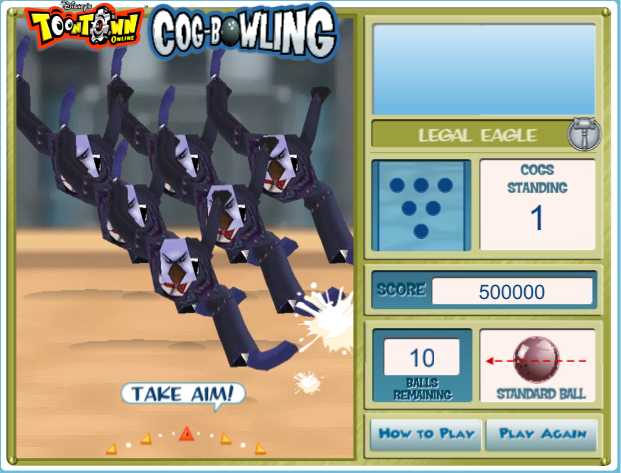 Disney's
TOONTOWN
ONLINE
COG-BOWLING
LEGAL EAGLE
COGS
STANDING
1
SCORE
500000
10
BALLS
REMAINING
STANDARD BALL
TAKE AIM!
HOW TO PLAY
PLAY AGAIN